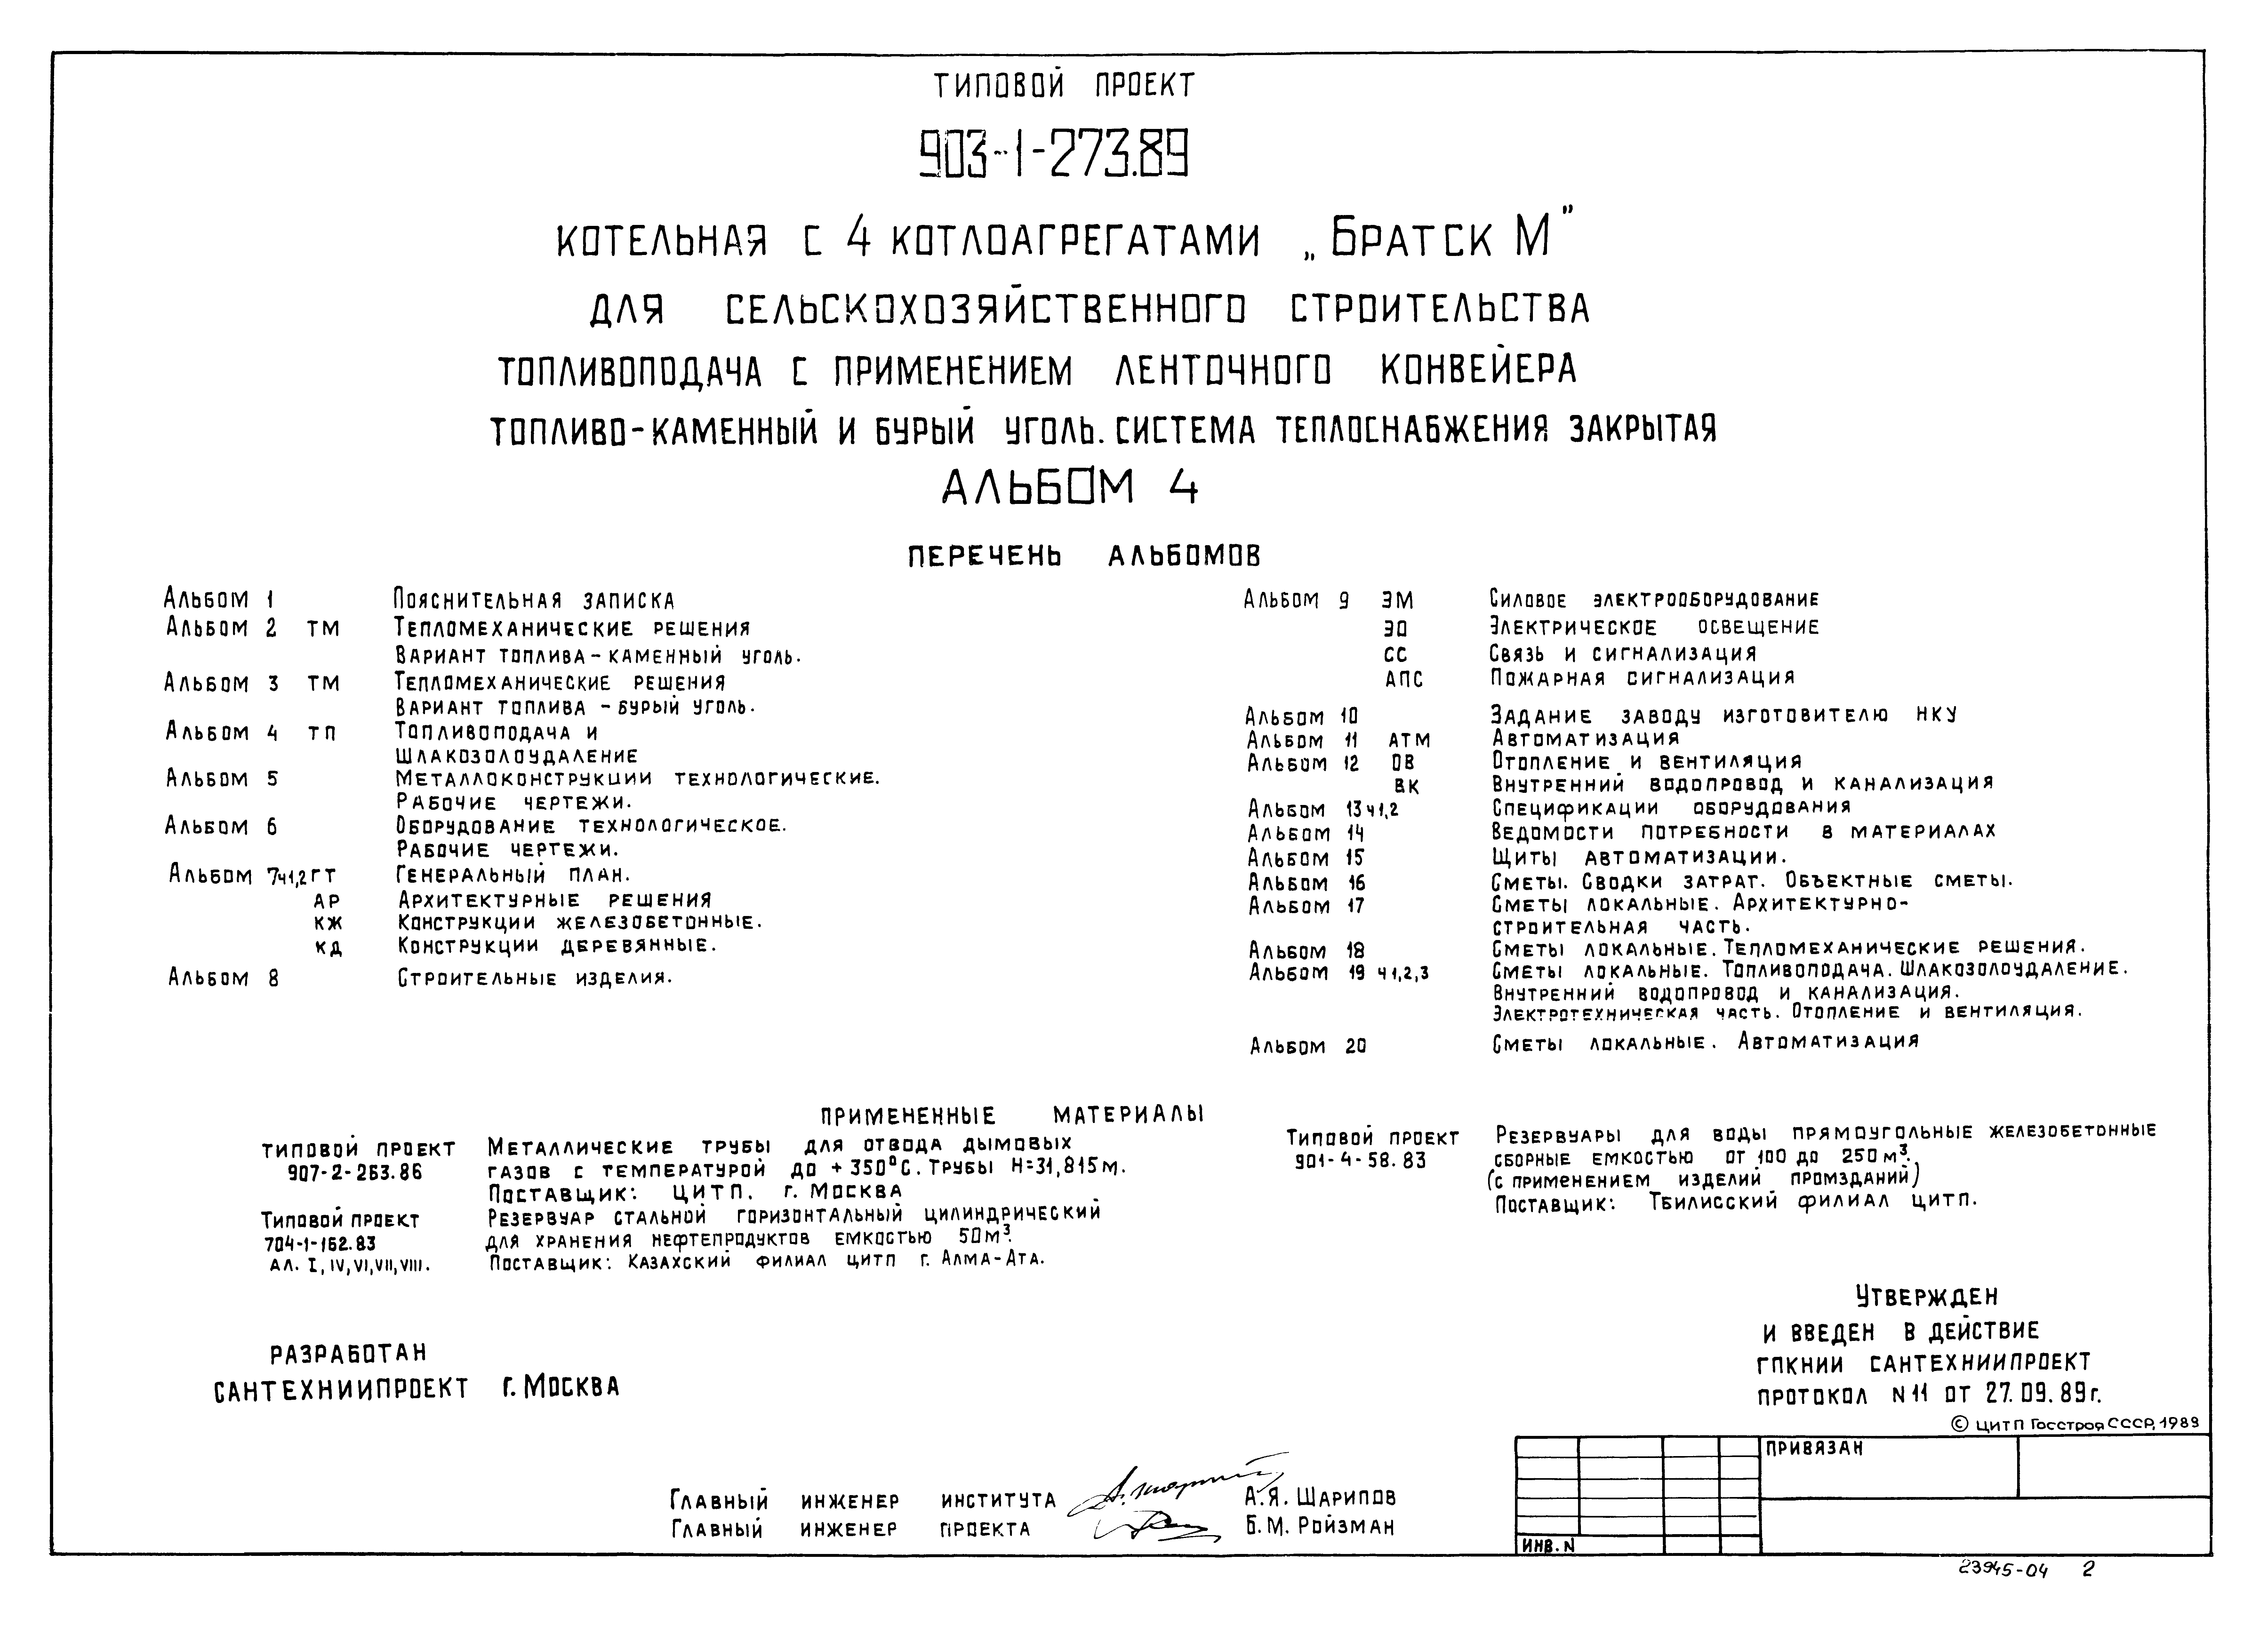 ТИПОВОЙ ПРОЕКТ
903-1-273.89
КОТЕЛЬНАЯ С 4 КОТЛОАГРЕГАТАМИ „БРАТСК М"
ДЛЯ СЕЛЬСКОХОЗЯЙСТВЕННОГО СТРОИТЕЛЬСТВА
ТОПЛИВОПОДАЧА С ПРИМЕНЕНИЕМ ЛЕНТОЧНОГО КОНВЕЙЕРА
ТОПЛИВО-КАМЕННЫЙ И БУРЫЙ УГОЛЬ. СИСТЕМА ТЕПЛОСНАБЖЕНИЯ ЗАКРЫТАЯ
АЛЬБОМ 4
ПЕРЕЧЕНЬ АЛЬБОМОВ
Альбом 1 Пояснительная записка
Альбом 2 ТМ Тепломеханические решения
Вариант топлива - каменный уголь.
Альбом 3 ТМ Тепломеханические решения
Вариант топлива - бурый уголь.
Альбом 4 ТП Топливоподача и
шлакозолоудаление
Альбом 5 Металлоконструкции технологические.
Рабочие чертежи.
Альбом 6 Оборудование технологическое.
Рабочие чертежи.
Альбом 7ч1,2 ГТ Генеральный план.
АР Архитектурные решения
КЖ Конструкции железобетонные.
КД Конструкции деревянные.
Альбом 8 Строительные изделия.
Альбом 9 ЭМ Силовое электрооборудование
ЭО Электрическое освещение
СС Связь и сигнализация
АПС Пожарная сигнализация
Альбом 10 Задание заводу изготовителю НКУ
Альбом 11 АТМ Автоматизация
Альбом 12 ОВ Отопление и вентиляция
ВК Внутренний водопровод и канализация
Альбом 13 ч1,2 Спецификации оборудования
Альбом 14 Ведомости потребности в материалах
Альбом 15 Щиты автоматизации.
Альбом 16 Сметы. Сводки затрат. Объектные сметы.
Альбом 17 Сметы локальные. Архитектурно-
строительная часть.
Альбом 18 Сметы локальные. Тепломеханические решения.
Альбом 19 ч1,2,3 Сметы локальные. Топливоподача. Шлакозолоудаление.
Внутренний водопровод и канализация.
Электротехническая часть. Отопление и вентиляция.
Альбом 20 Сметы локальные. Автоматизация
ПРИМЕНЕННЫЕ МАТЕРИАЛЫ
Типовой проект Металлические трубы для отвода дымовых
907-2-263.86 газов с температурой до +350°С. Трубы Н=31,815 м.
Поставщик: ЦИТП. г. Москва
Типовой проект Резервуар стальной горизонтальный цилиндрический
704-1-162.83 для хранения нефтепродуктов емкостью 50 м³.
Ал. I, IV, VI, VII, VIII. Поставщик: Казахский филиал ЦИТП г. Алма-Ата.
Типовой проект Резервуары для воды прямоугольные железобетонные
901-4-58.83 сборные емкостью от 100 до 250 м³.
(с применением изделий промзданий)
Поставщик: Тбилисский филиал ЦИТП.
РАЗРАБОТАН
САНТЕХНИИПРОЕКТ г. Москва
УТВЕРЖДЕН
И ВВЕДЕН В ДЕЙСТВИЕ
ГПКНИИ САНТЕХНИИПРОЕКТ
ПРОТОКОЛ N 11 ОТ 27.09.89г.
© ЦИТП Госстроя СССР, 1989
Главный инженер института А.Я. Шарипов
Главный инженер проекта Б.М. Ройзман
ПРИВЯЗАН
ИНВ. N
23945-04 2